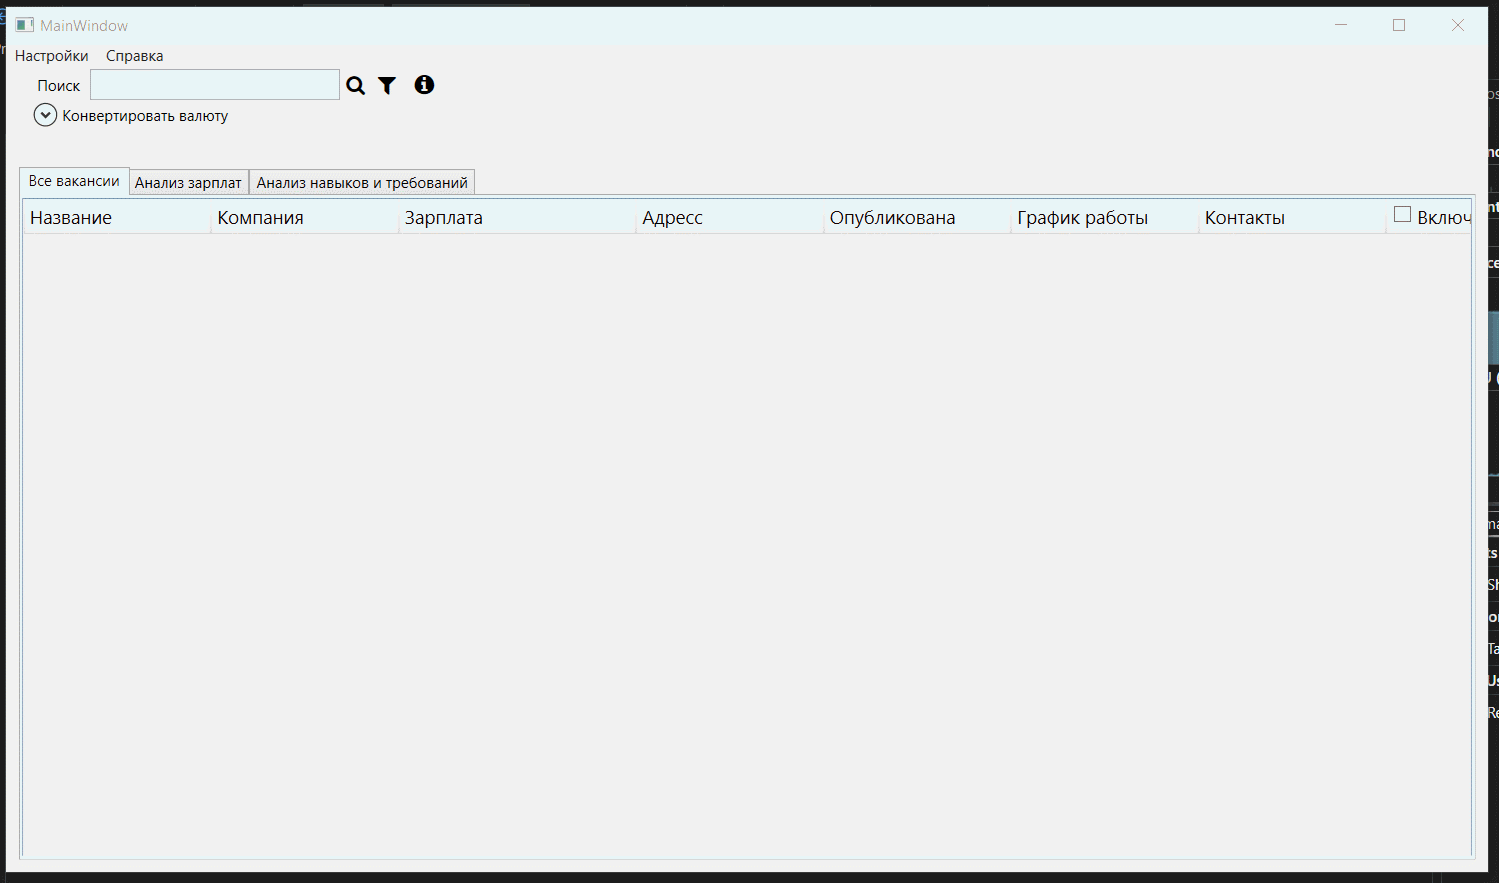 MainWindow
Настройки Справка
Поиск
Конвертировать валюту
Все вакансии Анализ зарплат Анализ навыков и требований
Название Компания Зарплата Адресс Опубликована График работы Контакты Включ